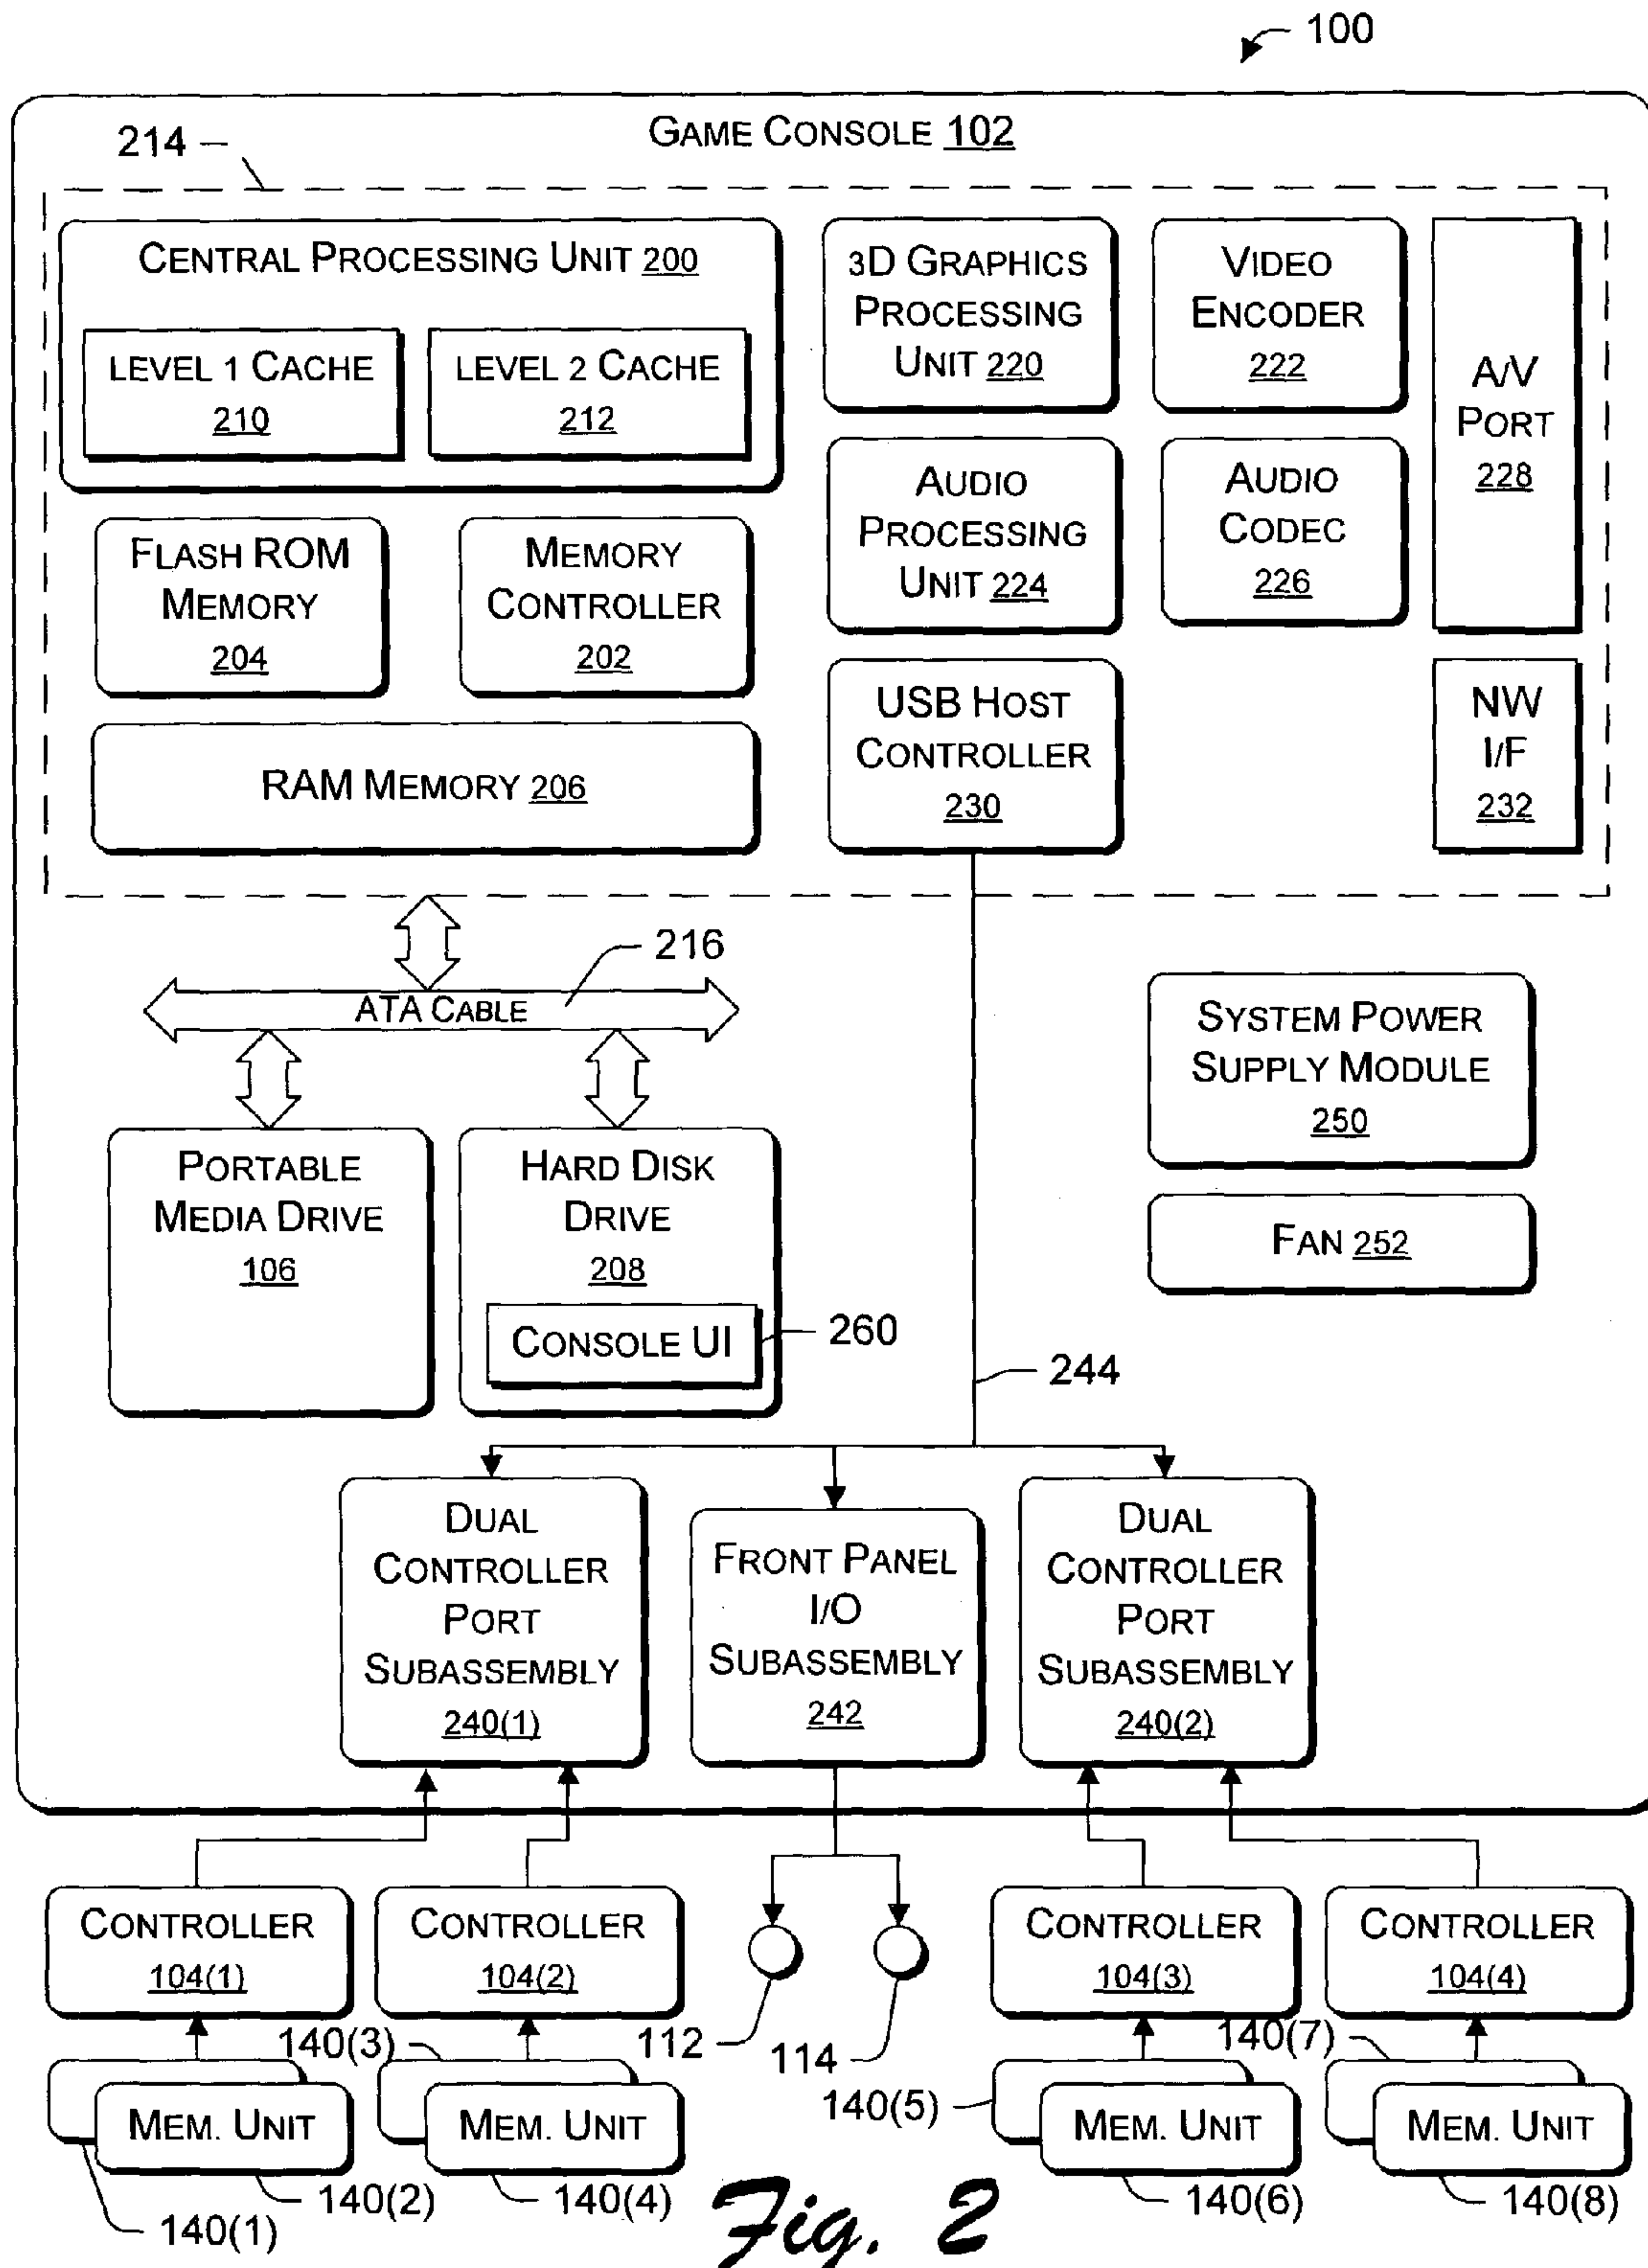 100
GAME CONSOLE 102
214
CENTRAL PROCESSING UNIT 200
LEVEL 1 CACHE
210
LEVEL 2 CACHE
212
3D GRAPHICS
PROCESSING
UNIT 220
VIDEO
ENCODER
222
A/V
PORT
228
AUDIO
PROCESSING
UNIT 224
AUDIO
CODEC
226
FLASH ROM
MEMORY
204
MEMORY
CONTROLLER
202
USB HOST
CONTROLLER
230
NW
I/F
232
RAM MEMORY 206
216
ATA CABLE
SYSTEM POWER
SUPPLY MODULE
250
PORTABLE
MEDIA DRIVE
106
HARD DISK
DRIVE
208
CONSOLE UI
260
FAN 252
244
DUAL
CONTROLLER
PORT
SUBASSEMBLY
240(1)
FRONT PANEL
I/O
SUBASSEMBLY
242
DUAL
CONTROLLER
PORT
SUBASSEMBLY
240(2)
CONTROLLER
104(1)
CONTROLLER
104(2)
CONTROLLER
104(3)
CONTROLLER
104(4)
112
114
140(3)
140(7)
140(5)
MEM. UNIT
MEM. UNIT
MEM. UNIT
MEM. UNIT
140(2)
140(4)
140(6)
140(8)
140(1)
Fig. 2